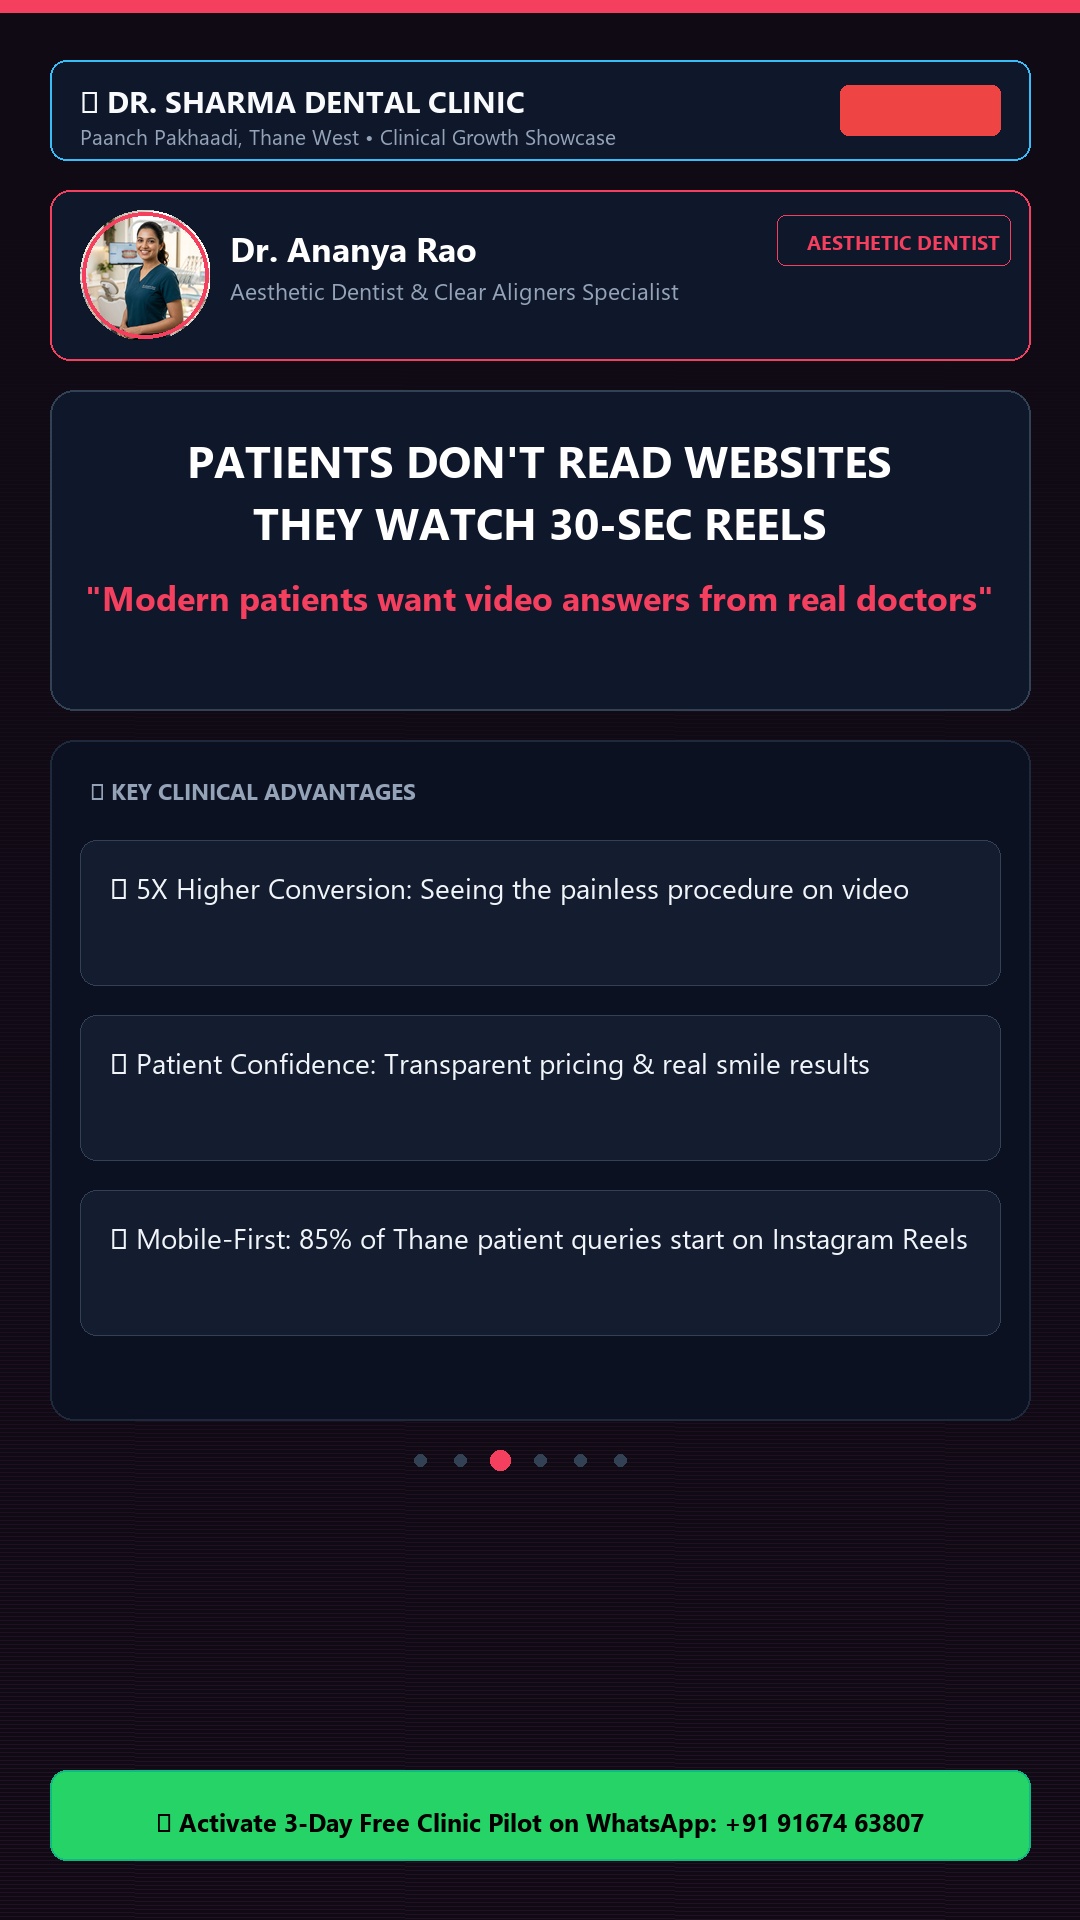 DR. SHARMA DENTAL CLINIC
Paanch Pakhaadi, Thane West • Clinical Growth Showcase
Dr. Ananya Rao
AESTHETIC DENTIST
Aesthetic Dentist & Clear Aligners Specialist
PATIENTS DON'T READ WEBSITES
THEY WATCH 30-SEC REELS
"Modern patients want video answers from real doctors"
KEY CLINICAL ADVANTAGES
5X Higher Conversion: Seeing the painless procedure on video
Patient Confidence: Transparent pricing & real smile results
Mobile-First: 85% of Thane patient queries start on Instagram Reels
Activate 3-Day Free Clinic Pilot on WhatsApp: +91 91674 63807